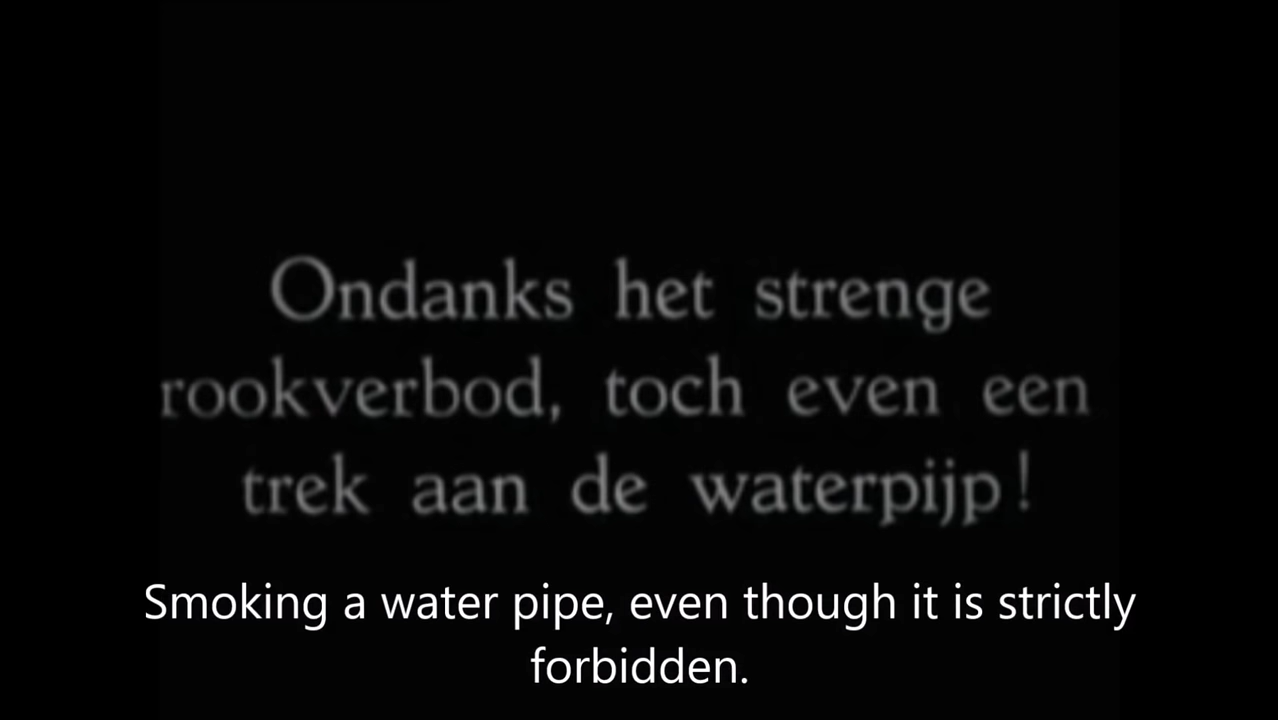 Ondanks het strenge
rookverbod, toch even een
trek aan de waterpijp!
Smoking a water pipe, even though it is strictly
forbidden.